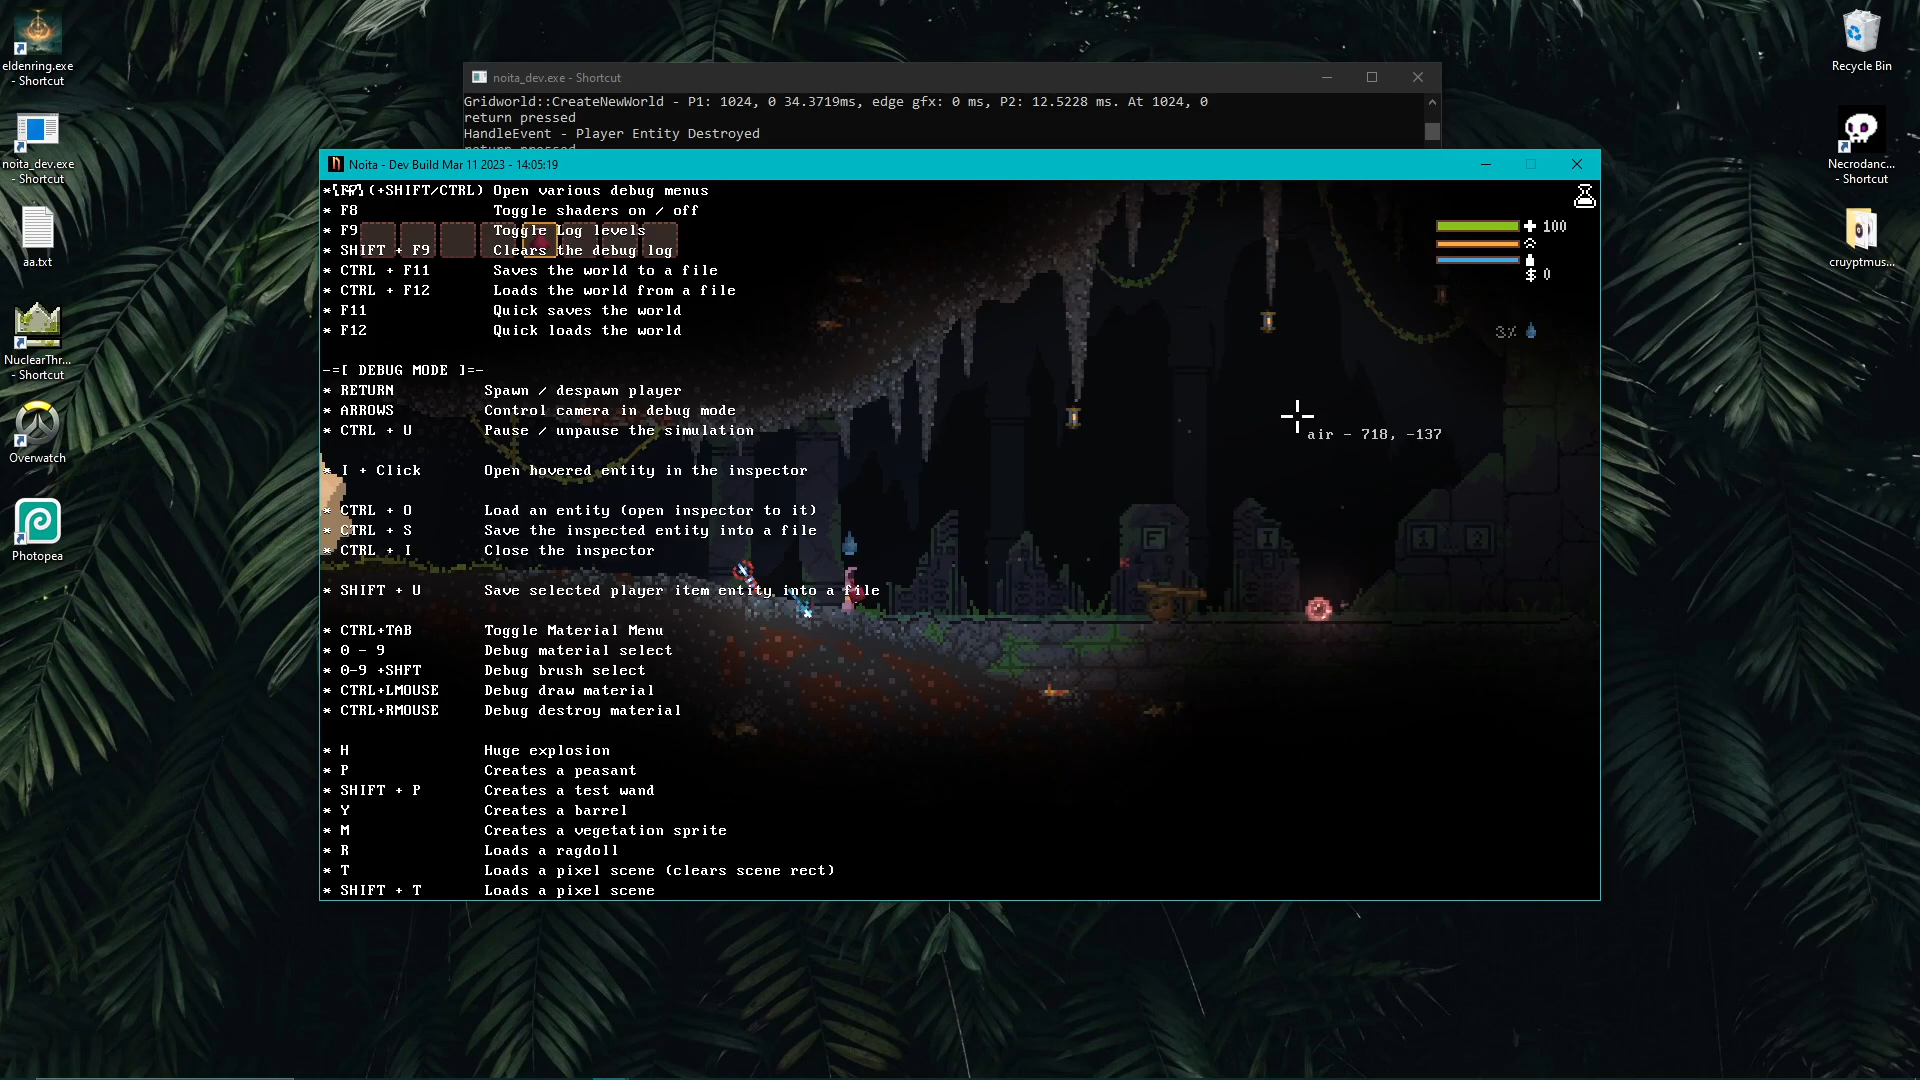 eldenring.exe
- Shortcut
noita_dev.exe
- Shortcut
aa.txt
NuclearThr...
- Shortcut
Overwatch
Photopea
Recycle Bin
Necrodanc...
- Shortcut
cruyptmus...
noita_dev.exe - Shortcut
Gridworld::CreateNewWorld - P1: 1024, 0 34.3719ms, edge gfx: 0 ms, P2: 12.5228 ms. At 1024, 0
return pressed
HandleEvent - Player Entity Destroyed
return pressed
Noita - Dev Build Mar 11 2023 - 14:05:19
(+SHIFT/CTRL) Open various debug menus
* F8 Toggle shaders on / off
* F9 Toggle Log levels
* SHIFT + F9 Clears the debug log
* CTRL + F11 Saves the world to a file
* CTRL + F12 Loads the world from a file
* F11 Quick saves the world
* F12 Quick loads the world
-=[ DEBUG MODE ]=-
* RETURN Spawn / despawn player
* ARROWS Control camera in debug mode
* CTRL + U Pause / unpause the simulation
* I + Click Open hovered entity in the inspector
* CTRL + O Load an entity (open inspector to it)
* CTRL + S Save the inspected entity into a file
* CTRL + I Close the inspector
* SHIFT + U Save selected player item entity into a file
* CTRL+TAB Toggle Material Menu
* 0 - 9 Debug material select
* 0-9 +SHFT Debug brush select
* CTRL+LMOUSE Debug draw material
* CTRL+RMOUSE Debug destroy material
* H Huge explosion
* P Creates a peasant
* SHIFT + P Creates a test wand
* Y Creates a barrel
* M Creates a vegetation sprite
* R Loads a ragdoll
* T Loads a pixel scene (clears scene rect)
* SHIFT + T Loads a pixel scene
100
$ 0
3%
air - 718, -137
F
I
1